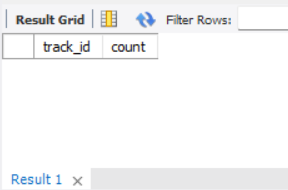 Result Grid Filter Rows:
track_id count
Result 1 ×